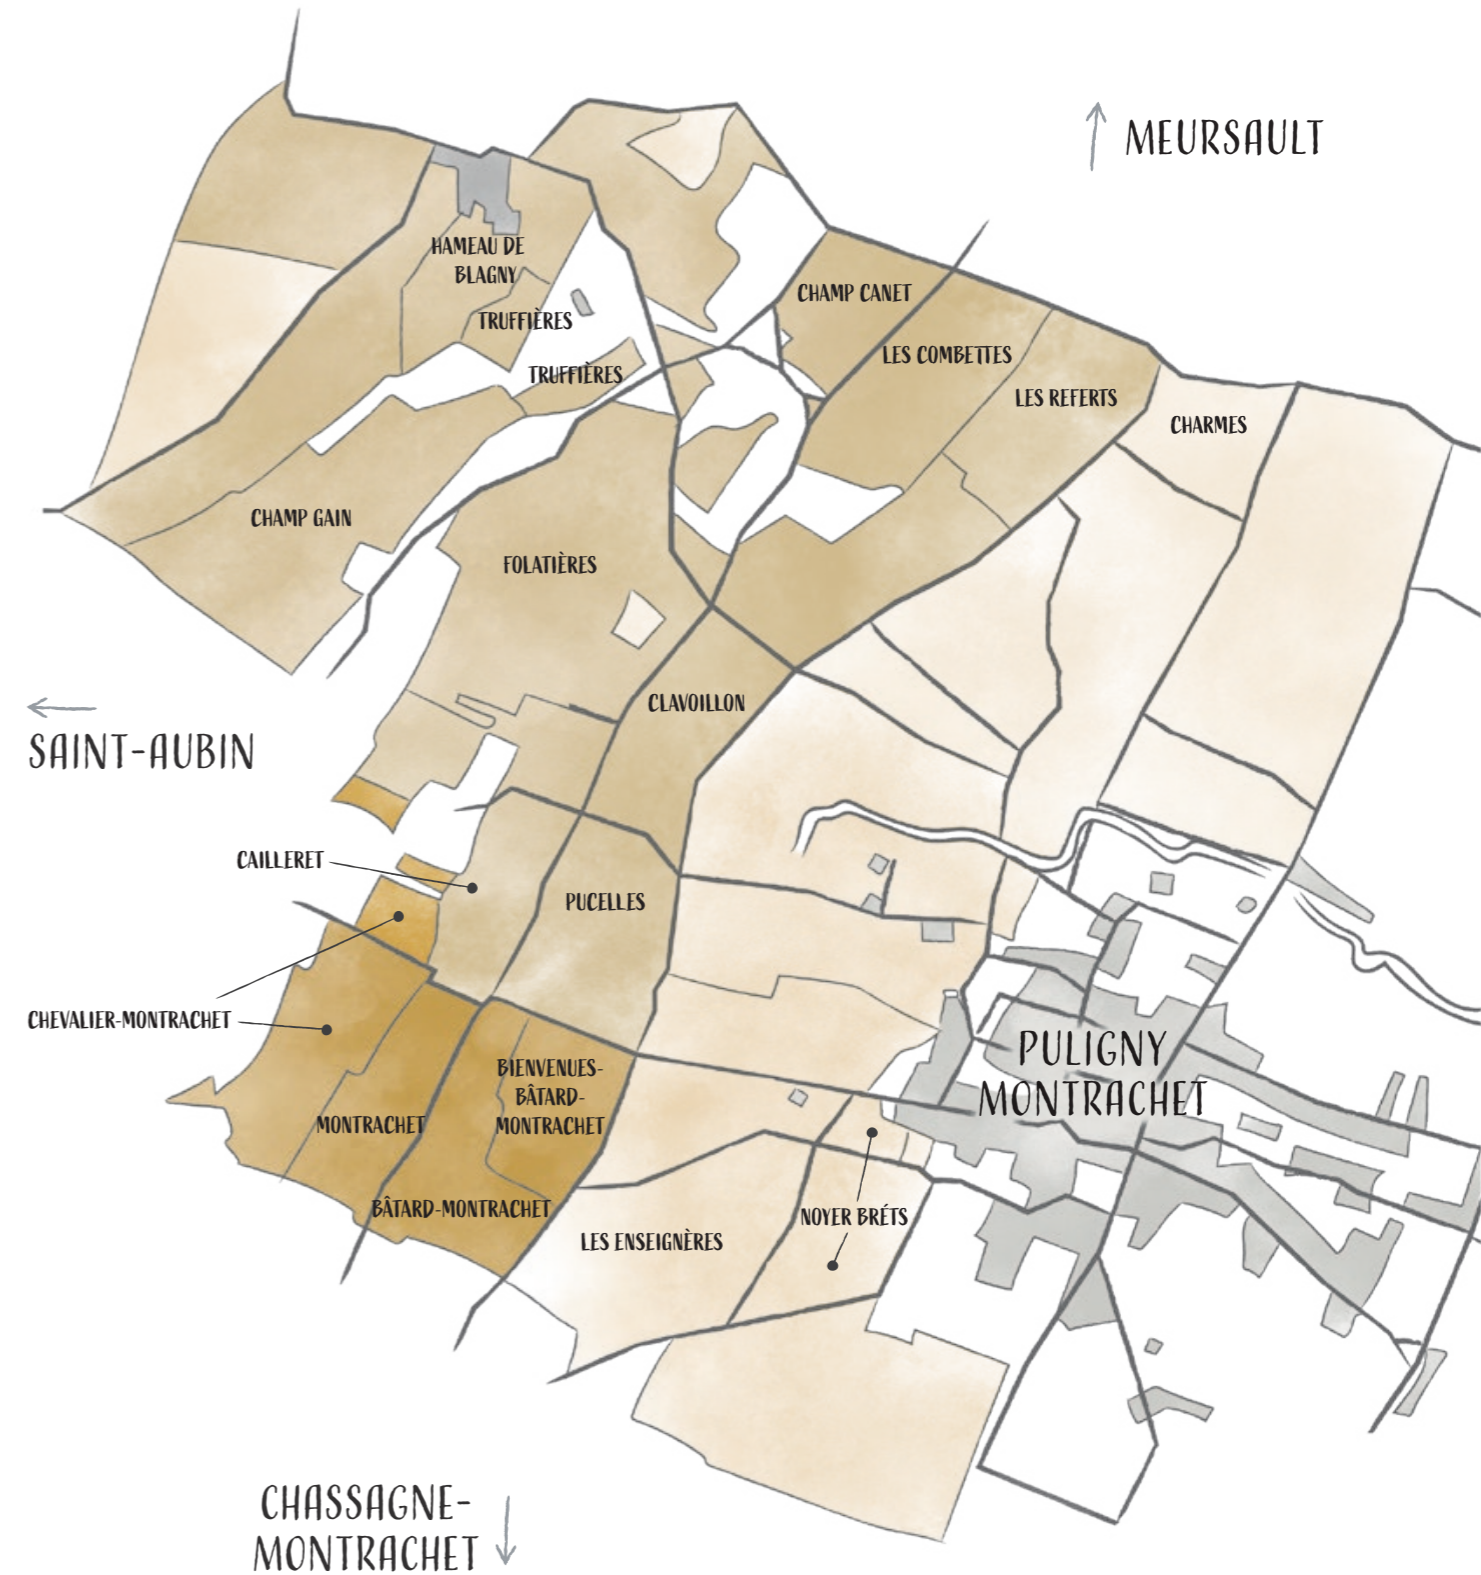 MEURSAULT
HAMEAU DE
BLAGNY
TRUFFIÈRES
TRUFFIÈRES
CHAMP CANET
LES COMBETTES
LES REFERTS
CHARMES
CHAMP GAIN
FOLATIÈRES
CLAVOILLON
SAINT-AUBIN
CAILLERET
PUCELLES
CHEVALIER-MONTRACHET
PULIGNY
MONTRACHET
BIENVENUES-
BÂTARD-
MONTRACHET
MONTRACHET
BÂTARD-MONTRACHET
NOYER BRÉTS
LES ENSEIGNÈRES
CHASSAGNE-
MONTRACHET